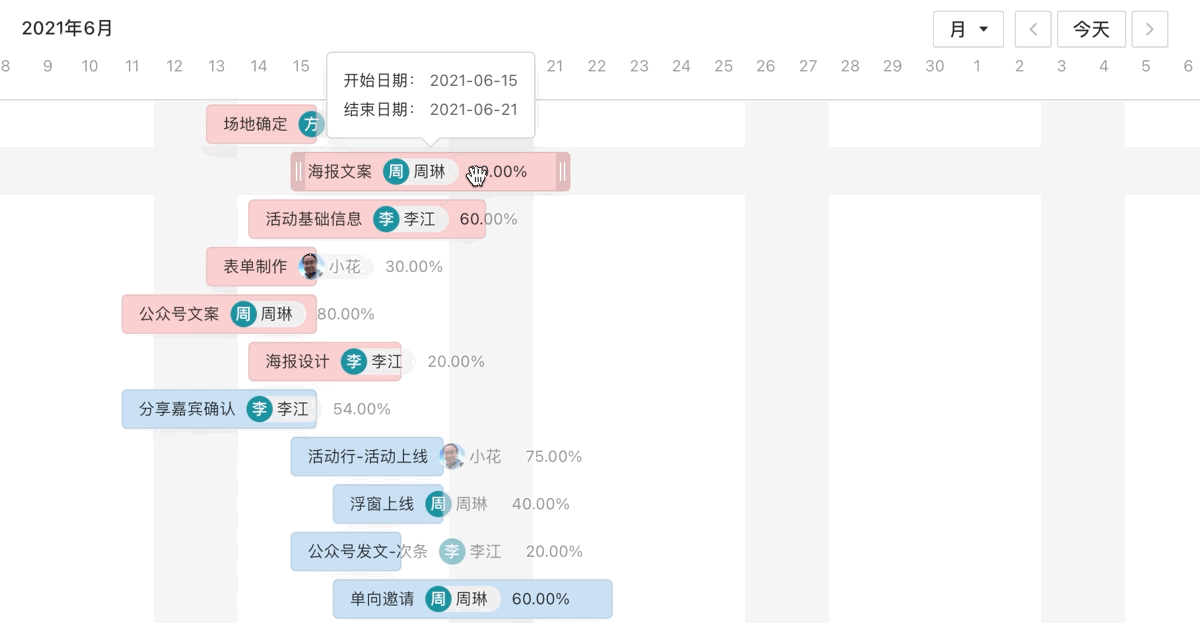 2021年6月
月 今天
8 9 10 11 12 13 14 15 21 22 23 24 25 26 27 28 29 30 1 2 3 4 5 6
开始日期： 2021-06-15
结束日期： 2021-06-21
场地确定 方
海报文案 周 周琳
活动基础信息 李 李江 60.00%
表单制作 小花 30.00%
公众号文案 周 周琳 80.00%
海报设计 李 李江 20.00%
分享嘉宾确认 李 李江 54.00%
活动行-活动上线 小花 75.00%
浮窗上线 周 周琳 40.00%
公众号发文-次条 李 李江 20.00%
单向邀请 周 周琳 60.00%